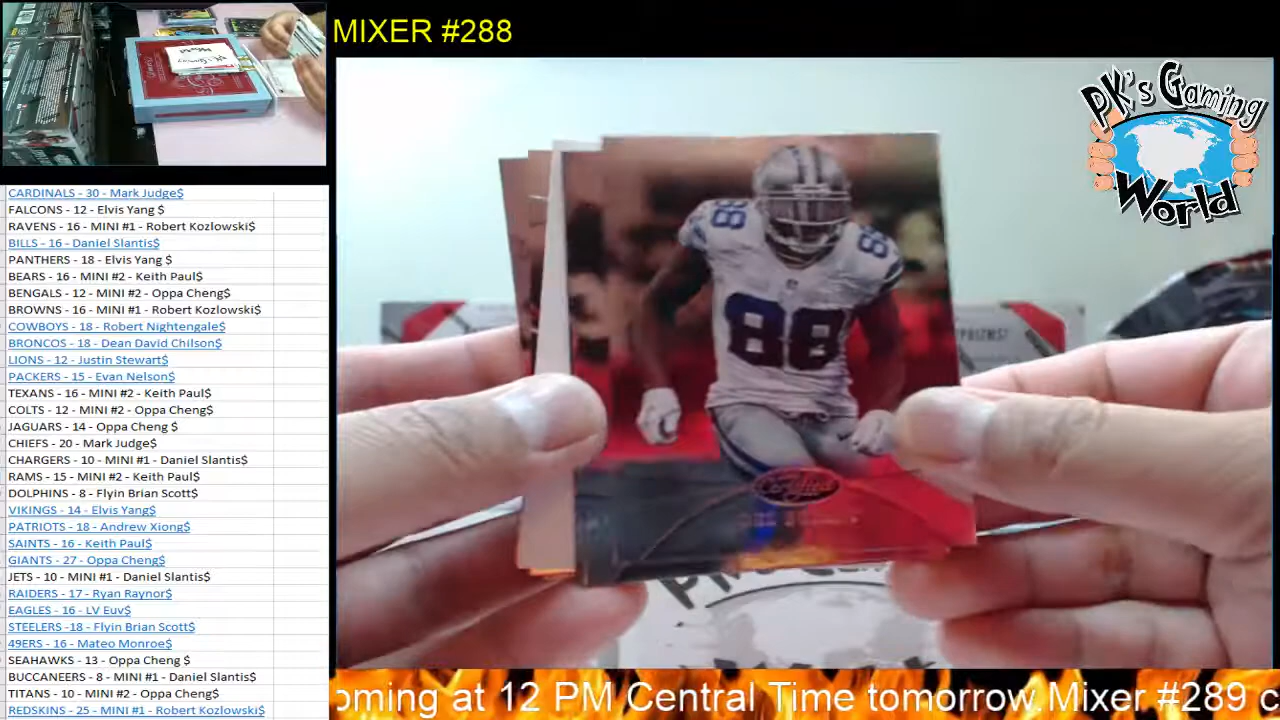 MIXER #288
PK's Gaming
World
CARDINALS - 30 - Mark Judge$
FALCONS - 12 - Elvis Yang $
RAVENS - 16 - MINI #1 - Robert Kozlowski$
BILLS - 16 - Daniel Slantis$
PANTHERS - 18 - Elvis Yang $
BEARS - 16 - MINI #2 - Keith Paul$
BENGALS - 12 - MINI #2 - Oppa Cheng$
BROWNS - 16 - MINI #1 - Robert Kozlowski$
COWBOYS - 18 - Robert Nightengale$
BRONCOS - 18 - Dean David Chilson$
LIONS - 12 - Justin Stewart$
PACKERS - 15 - Evan Nelson$
TEXANS - 16 - MINI #2 - Keith Paul$
COLTS - 12 - MINI #2 - Oppa Cheng$
JAGUARS - 14 - Oppa Cheng $
CHIEFS - 20 - Mark Judge$
CHARGERS - 10 - MINI #1 - Daniel Slantis$
RAMS - 15 - MINI #2 - Keith Paul$
DOLPHINS - 8 - Flyin Brian Scott$
VIKINGS - 14 - Elvis Yang$
PATRIOTS - 18 - Andrew Xiong$
SAINTS - 16 - Keith Paul$
GIANTS - 27 - Oppa Cheng$
JETS - 10 - MINI #1 - Daniel Slantis$
RAIDERS - 17 - Ryan Raynor$
EAGLES - 16 - LV Euv$
STEELERS -18 - Flyin Brian Scott$
49ERS - 16 - Mateo Monroe$
SEAHAWKS - 13 - Oppa Cheng $
BUCCANEERS - 8 - MINI #1 - Daniel Slantis$
TITANS - 10 - MINI #2 - Oppa Cheng$
REDSKINS - 25 - MINI #1 - Robert Kozlowski$
88
88
88
Certified
oming at 12 PM Central Time tomorrow. Mixer #289 c